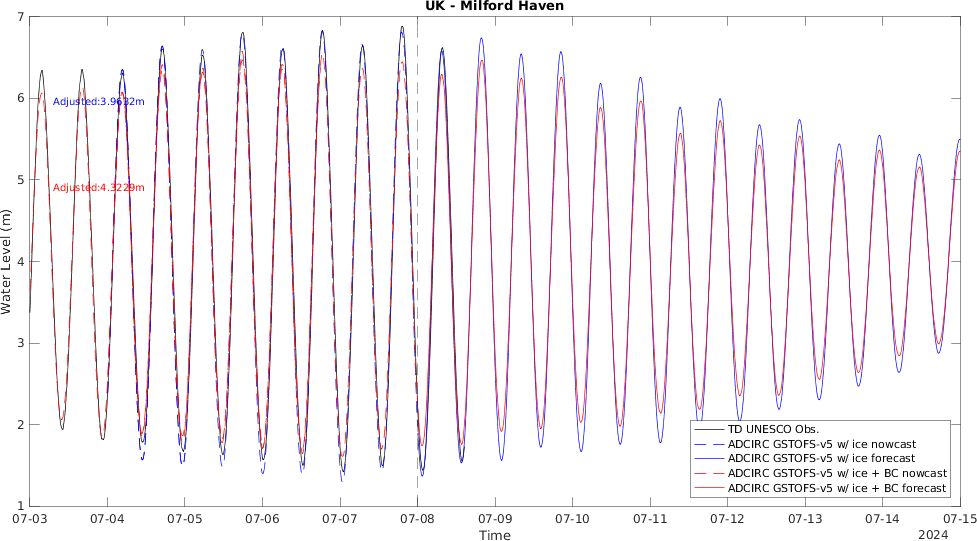 UK - Milford Haven
7
6
5
4
3
2
1
Water Level (m)
Adjusted:3.9632m
Adjusted:4.3229m
TD UNESCO Obs.
ADCIRC GSTOFS-v5 w/ ice nowcast
ADCIRC GSTOFS-v5 w/ ice forecast
ADCIRC GSTOFS-v5 w/ ice + BC nowcast
ADCIRC GSTOFS-v5 w/ ice + BC forecast
07-03 07-04 07-05 07-06 07-07 07-08 07-09 07-10 07-11 07-12 07-13 07-14 07-15
Time
2024